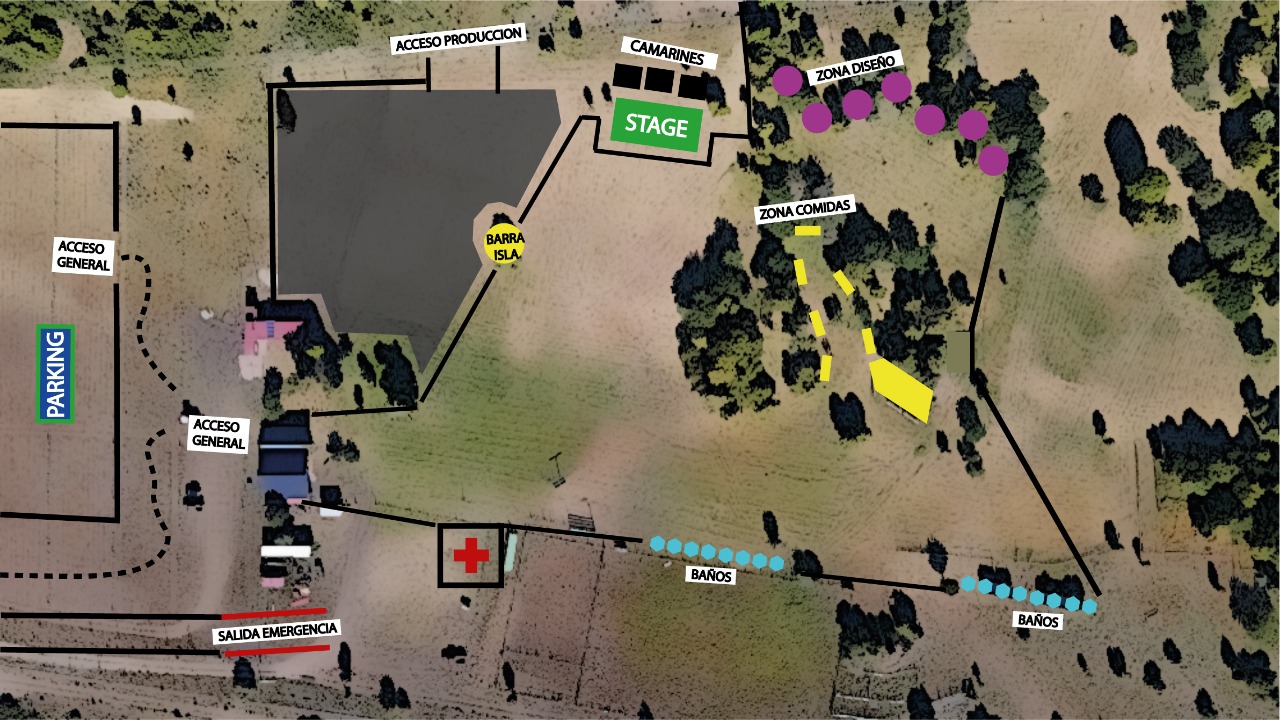 ACCESO PRODUCCION
CAMARINES
STAGE
ZONA DISEÑO
ZONA COMIDAS
BARRA
ISLA
ACCESO
GENERAL
PARKING
ACCESO
GENERAL
BAÑOS
BAÑOS
SALIDA EMERGENCIA